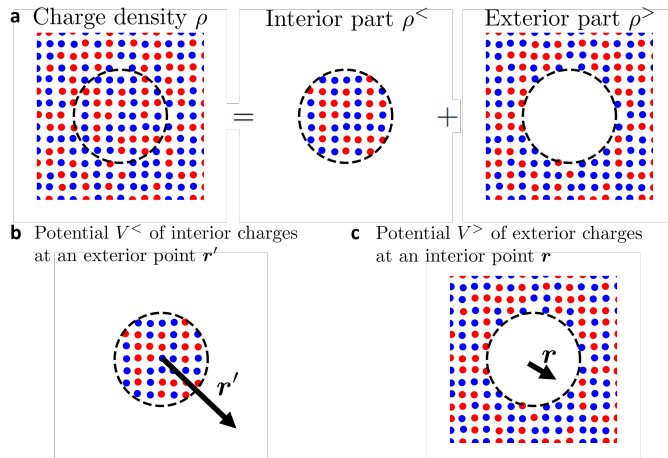 a Charge density ρ Interior part ρ^< Exterior part ρ^>
= +
b Potential V^< of interior charges
at an exterior point r′
c Potential V^> of exterior charges
at an interior point r
r′
r